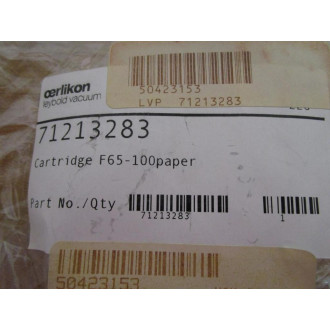 50423153
LVP 71213283
oerlikon
leybold vacuum
71213283
Cartridge F65-100paper
Part No./Qty
71213283
1
50423153